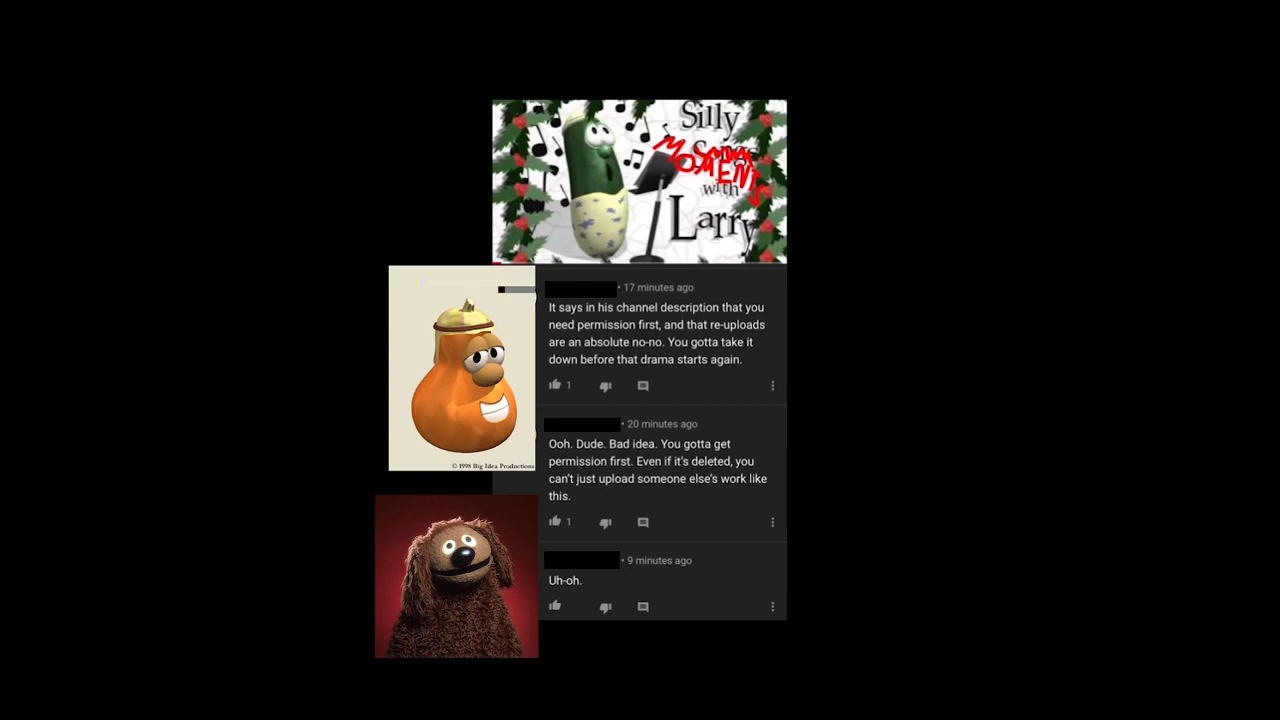 Silly
Songs
MOMENTS
with
Larry
• 17 minutes ago
It says in his channel description that you
need permission first, and that re-uploads
are an absolute no-no. You gotta take it
down before that drama starts again.
1
© 1998 Big Idea Productions
• 20 minutes ago
Ooh. Dude. Bad idea. You gotta get
permission first. Even if it's deleted, you
can't just upload someone else's work like
this.
1
• 9 minutes ago
Uh-oh.